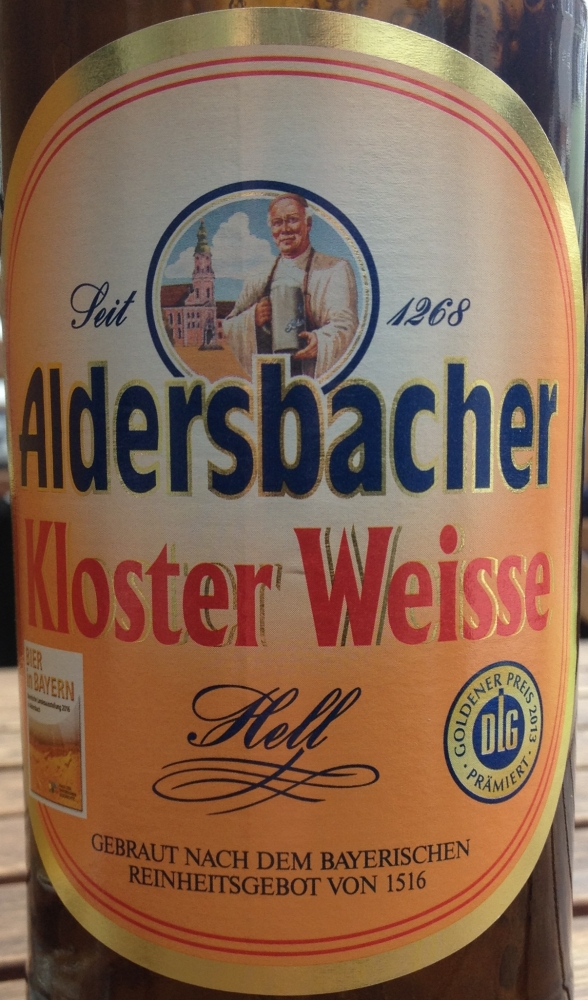 Seit 1268
Aldersbacher
Kloster Weisse
BIER
in BAYERN
Hell
GOLDENER PREIS 2013
DLG
PRÄMIERT
GEBRAUT NACH DEM BAYERISCHEN
REINHEITSGEBOT VON 1516